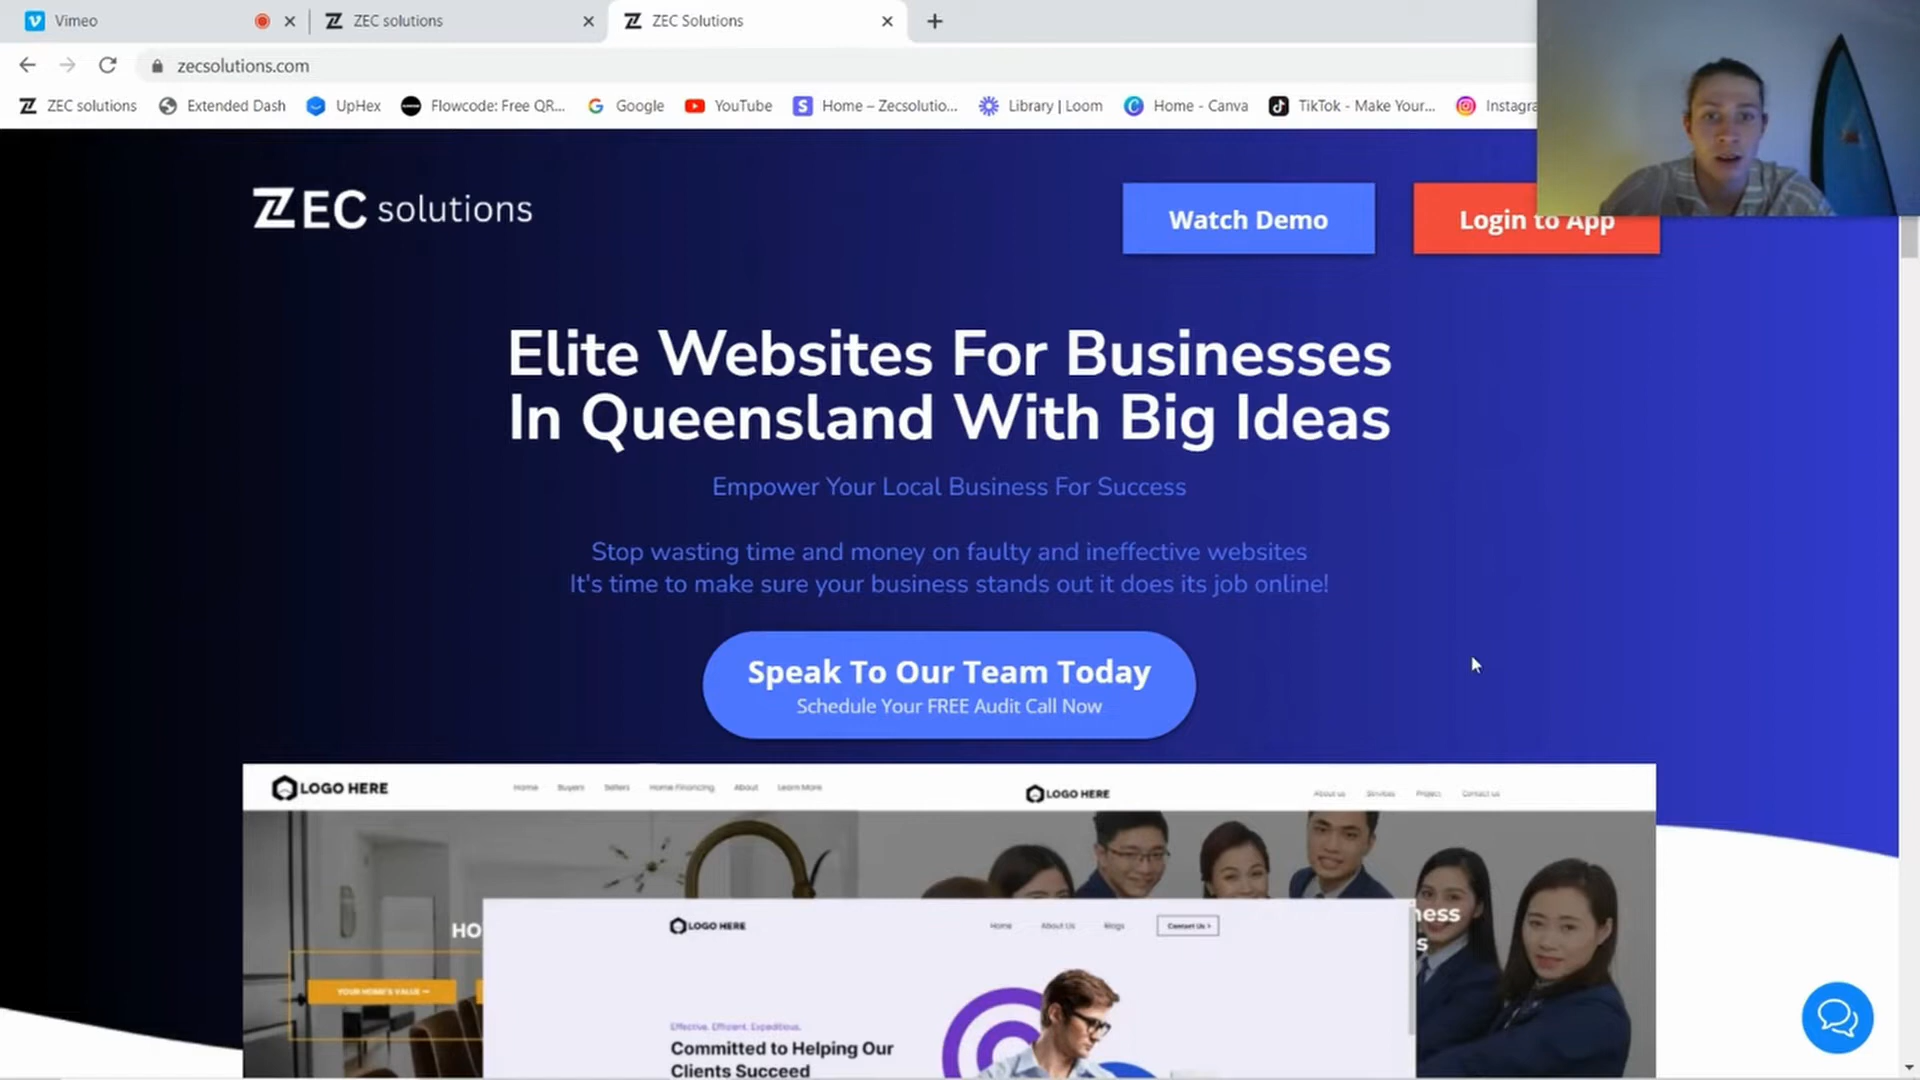 Vimeo
ZEC solutions
ZEC Solutions
zecsolutions.com
ZEC solutions
Extended Dash
UpHex
Flowcode: Free QR...
Google
YouTube
Home – Zecsolutio...
Library | Loom
Home - Canva
TikTok - Make Your...
Instagra
ZEC solutions
Watch Demo
Login to App
Elite Websites For Businesses
In Queensland With Big Ideas
Empower Your Local Business For Success
Stop wasting time and money on faulty and ineffective websites
It's time to make sure your business stands out it does its job online!
Speak To Our Team Today
Schedule Your FREE Audit Call Now
LOGO HERE
Home Buyers Sellers Home Financing About Learn More
LOGO HERE
About us Services Project Contact us
HO
YOUR HOME'S VALUE
ness
s
LOGO HERE
Home About Us Blogs Contact Us >
Effective. Efficient. Expeditious.
Committed to Helping Our
Clients Succeed